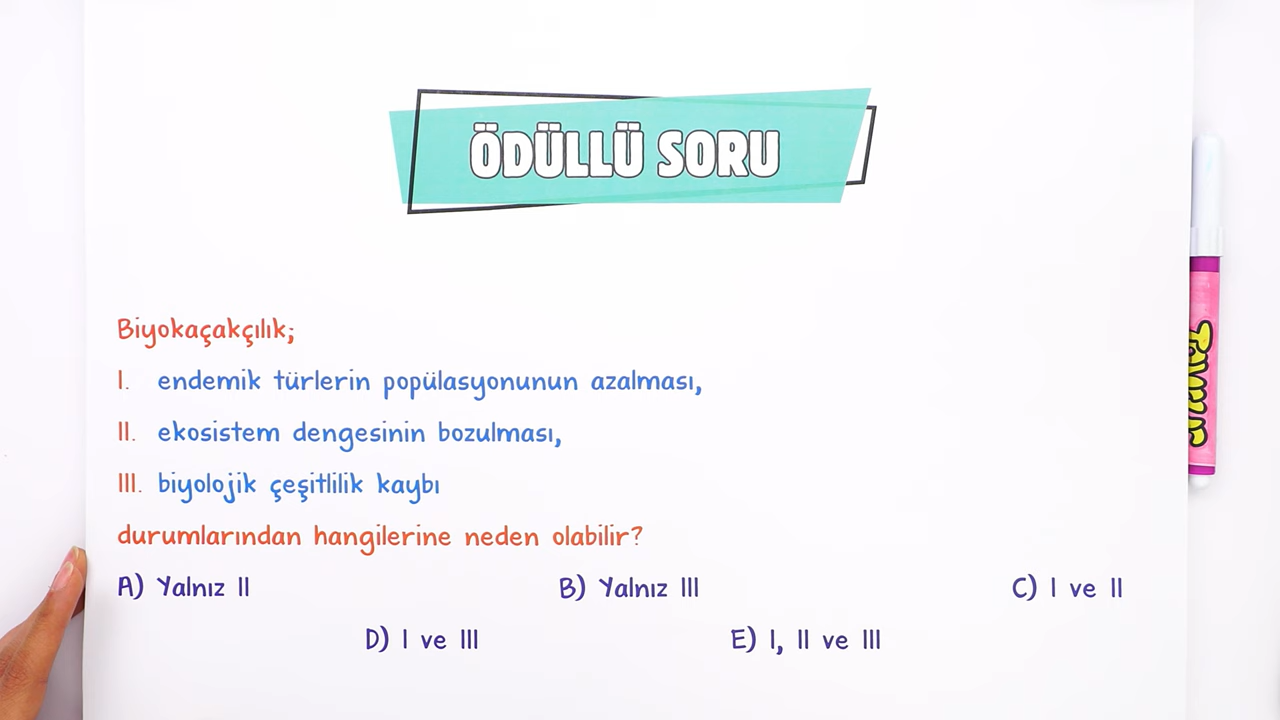 ÖDÜLLÜ SORU
Biyokaçakçılık;
I. endemik türlerin popülasyonunun azalması,
II. ekosistem dengesinin bozulması,
III. biyolojik çeşitlilik kaybı
durumlarından hangilerine neden olabilir?
A) Yalnız II B) Yalnız III C) I ve II
D) I ve III E) I, II ve III